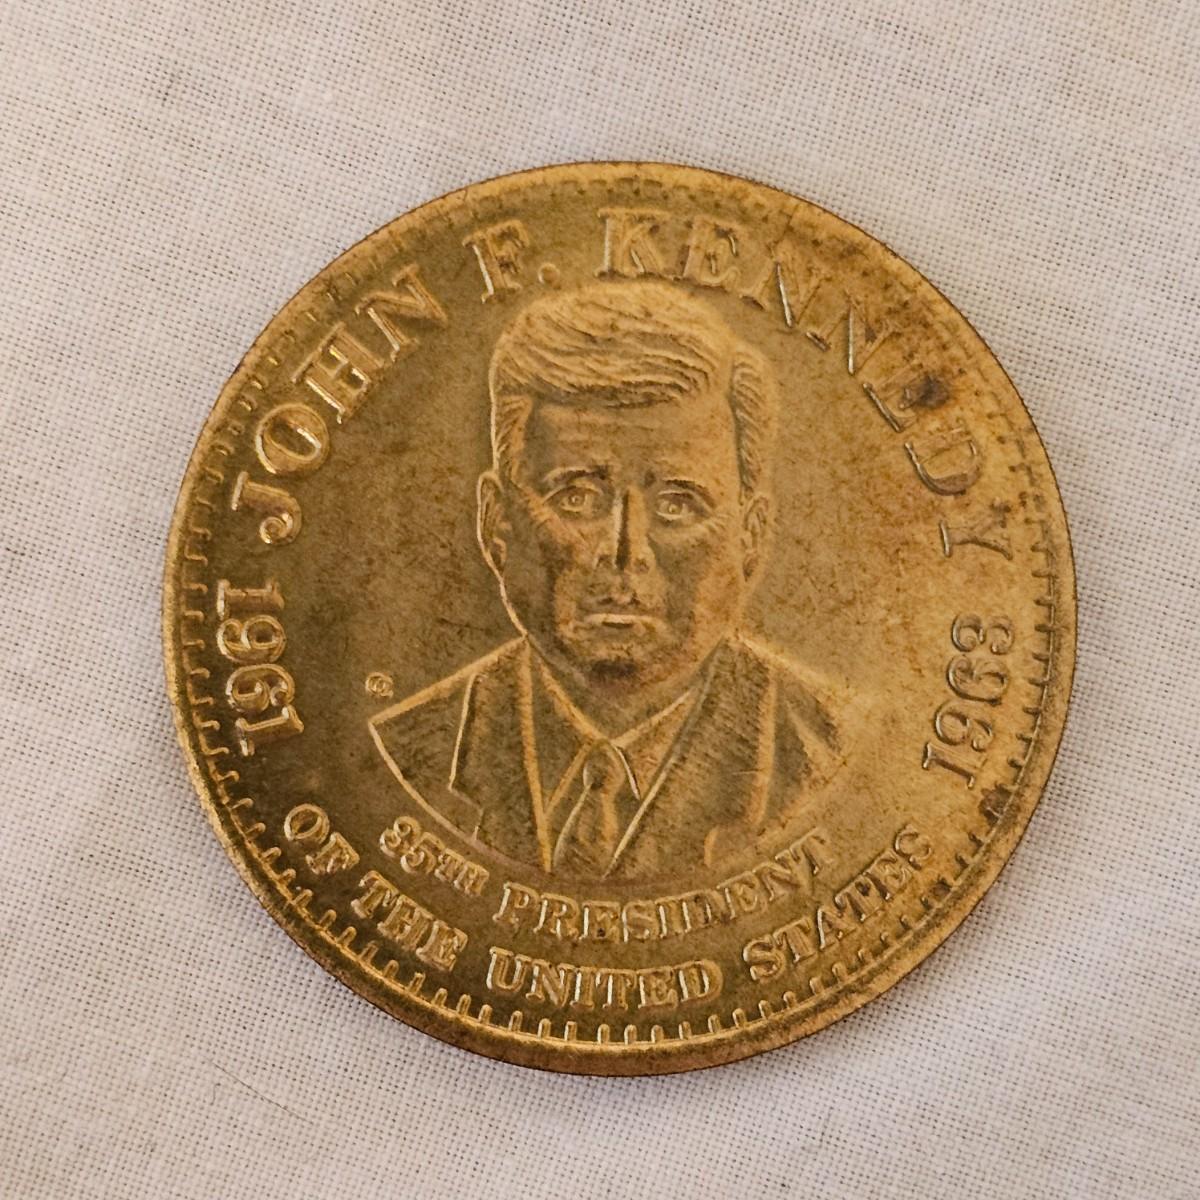 JOHN F. KENNEDY
1961
1963
35TH PRESIDENT
OF THE UNITED STATES
©